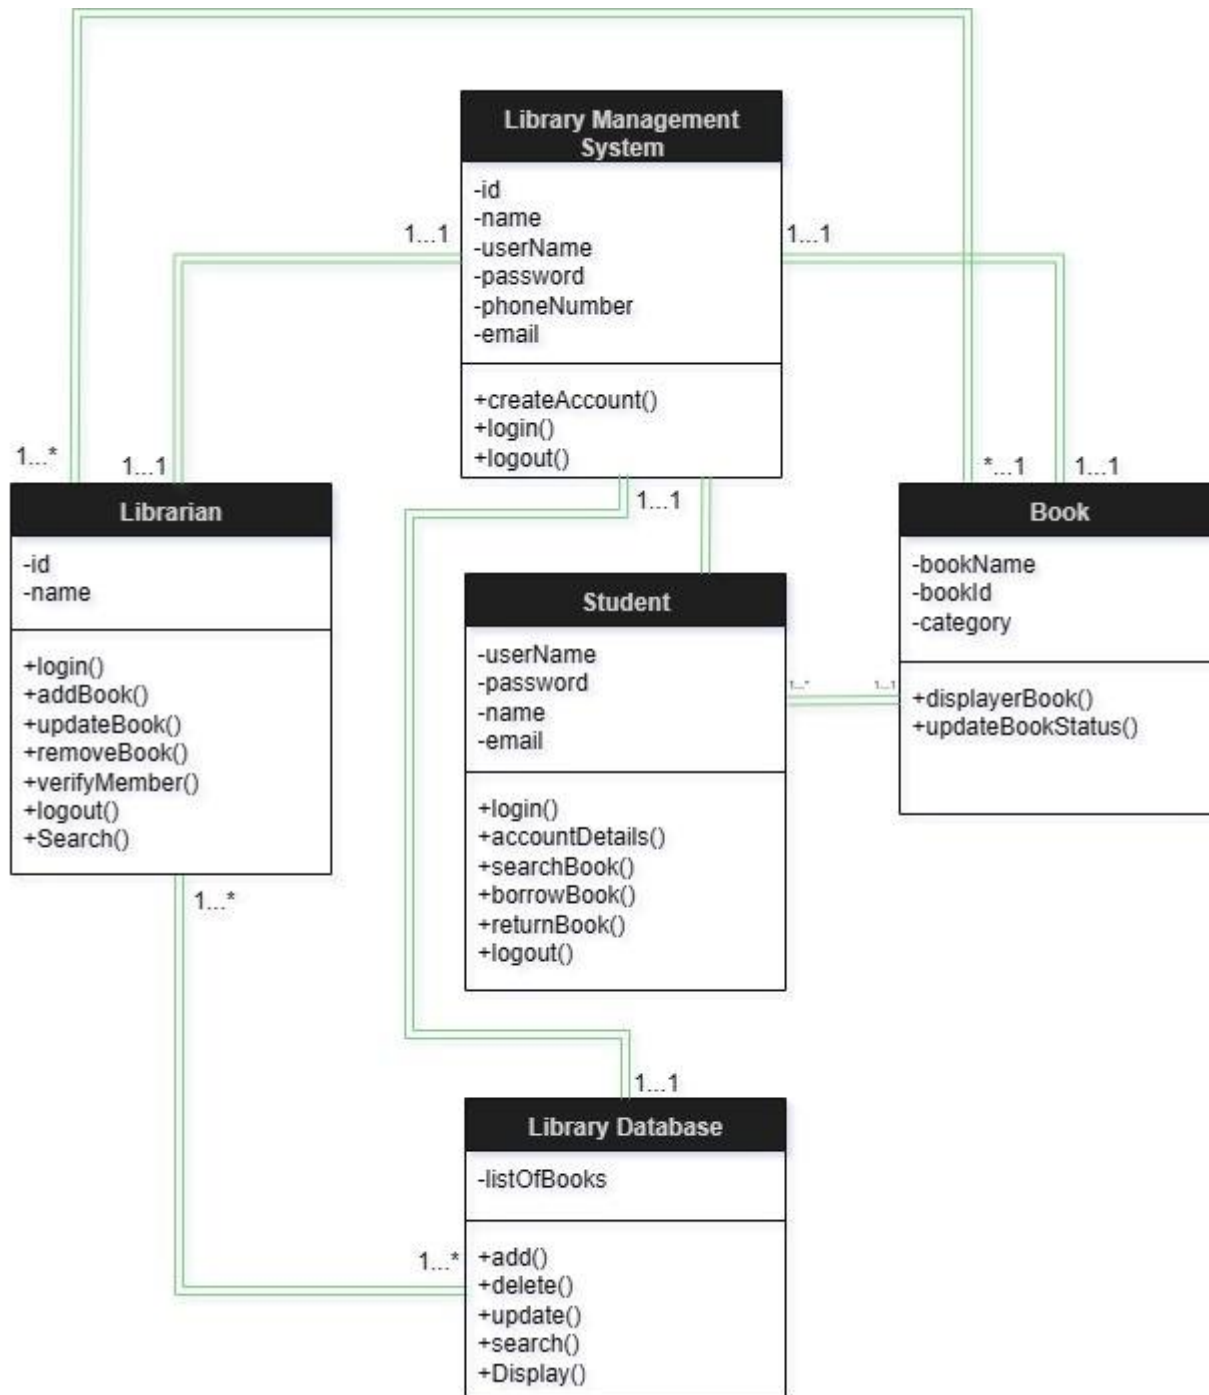 Library Management
System
-id
-name
-userName
-password
-phoneNumber
-email
+createAccount()
+login()
+logout()
1...1
1...1
1...*
1...1
*...1
1...1
1...1
Librarian
-id
-name
+login()
+addBook()
+updateBook()
+removeBook()
+verifyMember()
+logout()
+Search()
1...*
Student
-userName
-password
-name
-email
+login()
+accountDetails()
+searchBook()
+borrowBook()
+returnBook()
+logout()
1...*
1...1
Book
-bookName
-bookId
-category
+displayerBook()
+updateBookStatus()
1...1
Library Database
-listOfBooks
1...*
+add()
+delete()
+update()
+search()
+Display()